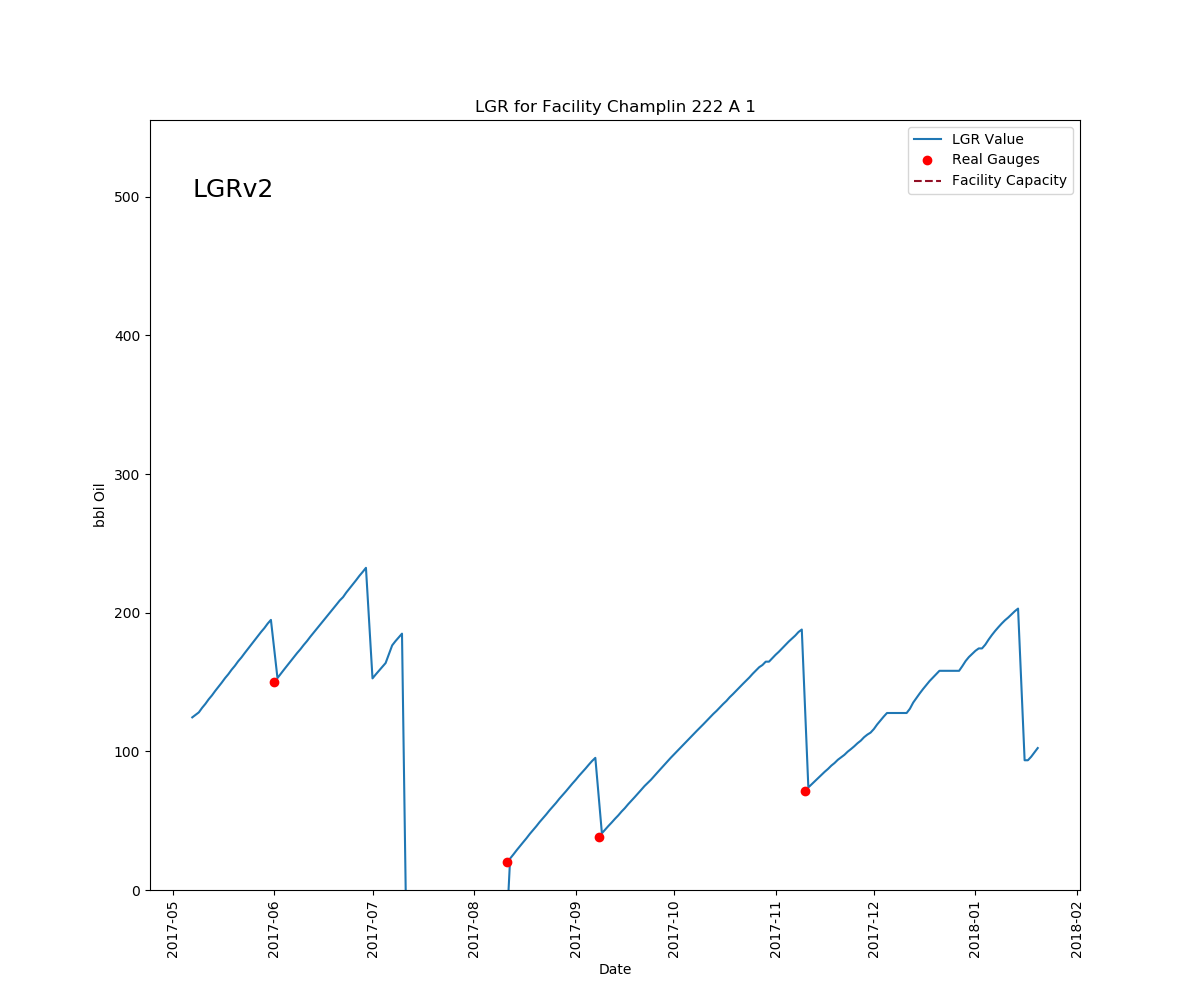 LGR for Facility Champlin 222 A 1
LGR Value
Real Gauges
Facility Capacity
LGRv2
500
400
300
200
100
0
bbl Oil
2017-05
2017-06
2017-07
2017-08
2017-09
2017-10
2017-11
2017-12
2018-01
2018-02
Date